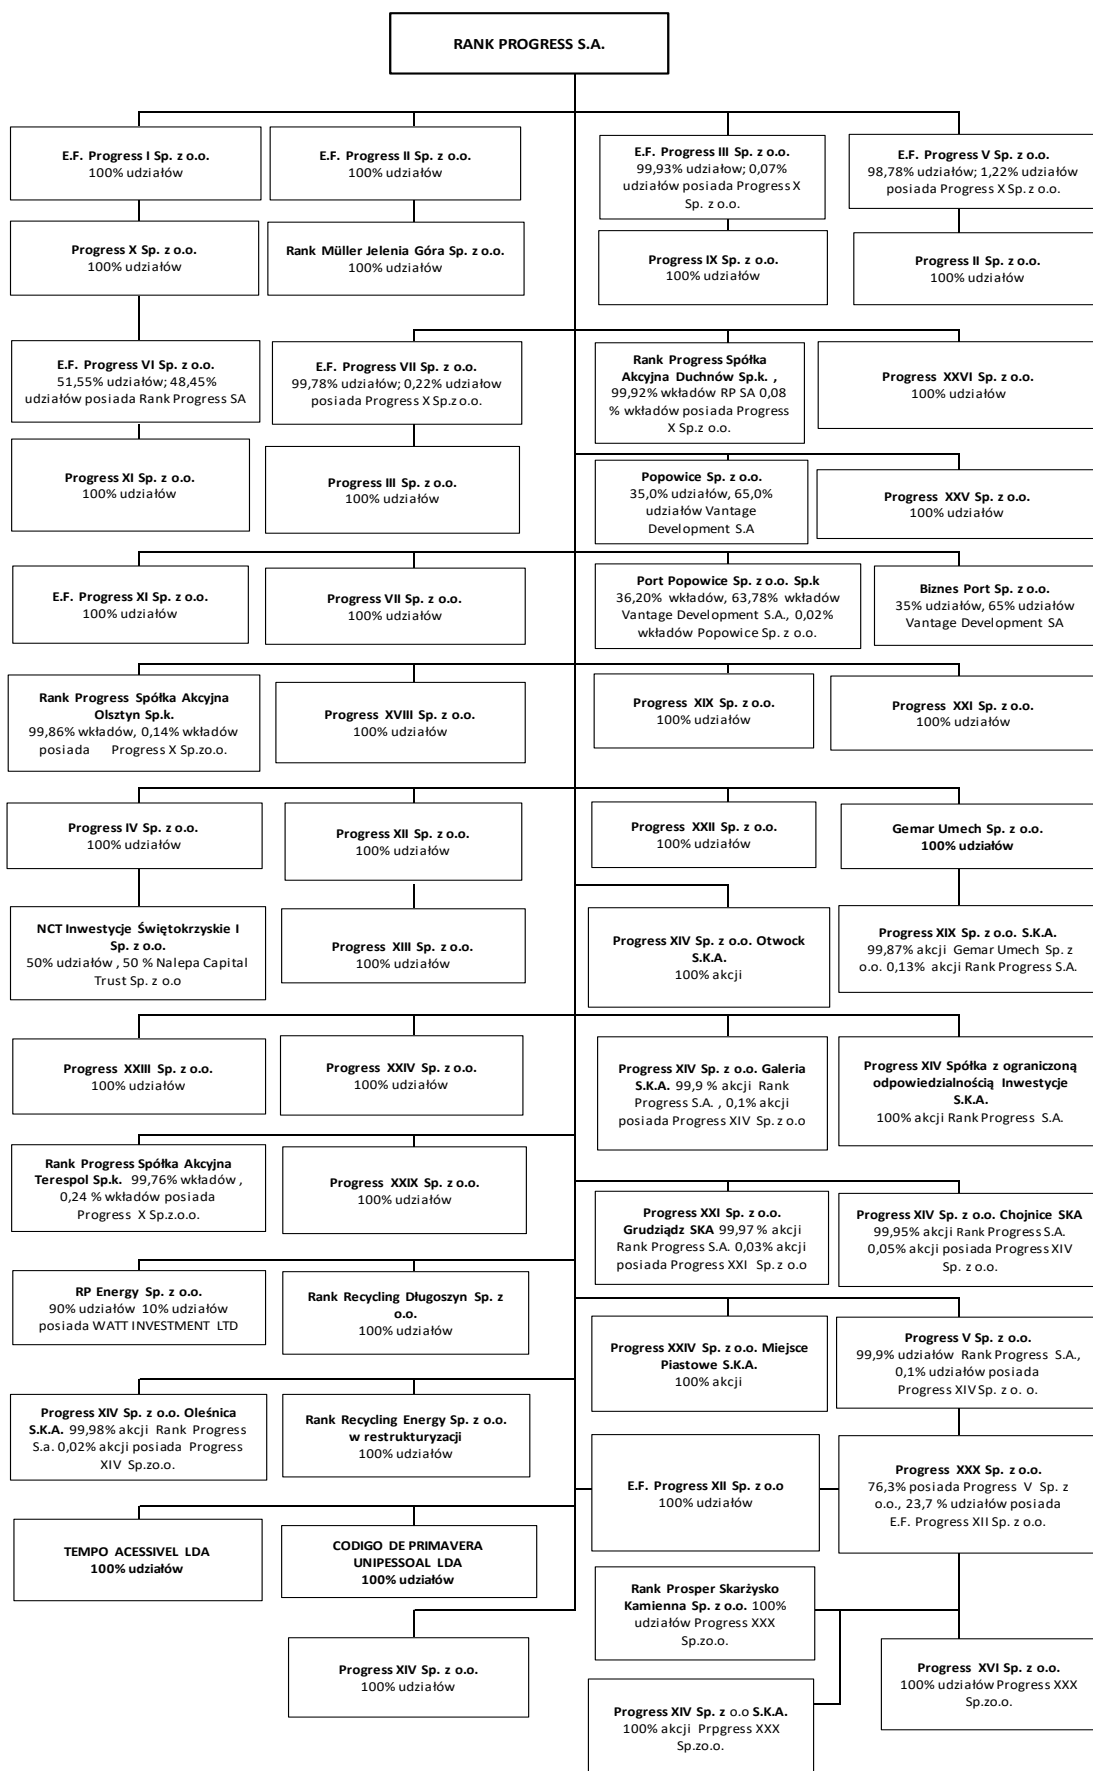 RANK PROGRESS S.A.
E.F. Progress I Sp. z o.o.
100% udziałów
E.F. Progress II Sp. z o.o.
100% udziałów
E.F. Progress III Sp. z o.o.
99,93% udziałów; 0,07%
udziałów posiada Progress X
Sp. z o.o.
E.F. Progress V Sp. z o.o.
98,78% udziałów; 1,22% udziałów
posiada Progress X Sp. z o.o.
Progress X Sp. z o.o.
100% udziałów
Rank Müller Jelenia Góra Sp. z o.o.
100% udziałów
Progress IX Sp. z o.o.
100% udziałów
Progress II Sp. z o.o.
100% udziałów
E.F. Progress VI Sp. z o.o.
51,55% udziałów; 48,45%
udziałów posiada Rank Progress SA
E.F. Progress VII Sp. z o.o.
99,78% udziałów; 0,22% udziałow
posiada Progress X Sp.z o.o.
Rank Progress Spółka
Akcyjna Duchnów Sp.k. ,
99,92% wkładów RP SA 0,08
% wkładów posiada Progress
X Sp.z o.o.
Progress XXVI Sp. z o.o.
100% udziałów
Progress XI Sp. z o.o.
100% udziałów
Progress III Sp. z o.o.
100% udziałów
Popowice Sp. z o.o.
35,0% udziałów, 65,0%
udziałów Vantage
Development S.A
Progress XXV Sp. z o.o.
100% udziałów
E.F. Progress XI Sp. z o.o.
100% udziałów
Progress VII Sp. z o.o.
100% udziałów
Port Popowice Sp. z o.o. Sp.k
36,20% wkładów, 63,78% wkładów
Vantage Development S.A., 0,02%
wkładów Popowice Sp. z o.o.
Biznes Port Sp. z o.o.
35% udziałów, 65% udziałów
Vantage Development SA
Rank Progress Spółka Akcyjna
Olsztyn Sp.k.
99,86% wkładów, 0,14% wkładów
posiada Progress X Sp.zo.o.
Progress XVIII Sp. z o.o.
100% udziałów
Progress XIX Sp. z o.o.
100% udziałów
Progress XXI Sp. z o.o.
100% udziałów
Progress IV Sp. z o.o.
100% udziałów
Progress XII Sp. z o.o.
100% udziałów
Progress XXII Sp. z o.o.
100% udziałów
Gemar Umech Sp. z o.o.
100% udziałów
NCT Inwestycje Świętokrzyskie I
Sp. z o.o.
50% udziałów , 50 % Nalepa Capital
Trust Sp. z o.o
Progress XIII Sp. z o.o.
100% udziałów
Progress XIV Sp. z o.o. Otwock
S.K.A.
100% akcji
Progress XIX Sp. z o.o. S.K.A.
99,87% akcji Gemar Umech Sp. z
o.o. 0,13% akcji Rank Progress S.A.
Progress XXIII Sp. z o.o.
100% udziałów
Progress XXIV Sp. z o.o.
100% udziałów
Progress XIV Sp. z o.o. Galeria
S.K.A. 99,9 % akcji Rank
Progress S.A. , 0,1% akcji
posiada Progress XIV Sp. z o.o
Progress XIV Spółka z ograniczoną
odpowiedzialnością Inwestycje
S.K.A.
100% akcji Rank Progress S.A.
Rank Progress Spółka Akcyjna
Terespol Sp.k. 99,76% wkładów ,
0,24 % wkładów posiada
Progress X Sp.z.o.o.
Progress XXIX Sp. z o.o.
100% udziałów
Progress XXI Sp. z o.o.
Grudziądz SKA 99,97 % akcji
Rank Progress S.A. 0,03% akcji
posiada Progress XXI Sp. z o.o
Progress XIV Sp. z o.o. Chojnice SKA
99,95% akcji Rank Progress S.A.
0,05% akcji posiada Progress XIV
Sp. z o.o.
RP Energy Sp. z o.o.
90% udziałów 10% udziałów
posiada WATT INVESTMENT LTD
Rank Recycling Długoszyn Sp. z
o.o.
100% udziałów
Progress XXIV Sp. z o.o. Miejsce
Piastowe S.K.A.
100% akcji
Progress V Sp. z o.o.
99,9% udziałów Rank Progress S.A.,
0,1% udziałów posiada
Progress XIV Sp. z o. o.
Progress XIV Sp. z o.o. Oleśnica
S.K.A. 99,98% akcji Rank Progress
S.a. 0,02% akcji posiada Progress
XIV Sp.zo.o.
Rank Recycling Energy Sp. z o.o.
w restrukturyzacji
100% udziałów
E.F. Progress XII Sp. z o.o
100% udziałów
Progress XXX Sp. z o.o.
76,3% posiada Progress V Sp. z
o.o., 23,7 % udziałów posiada
E.F. Progress XII Sp. z o.o.
TEMPO ACESSIVEL LDA
100% udziałów
CODIGO DE PRIMAVERA
UNIPESSOAL LDA
100% udziałów
Rank Prosper Skarżysko
Kamienna Sp. z o.o. 100%
udziałów Progress XXX
Sp.zo.o.
Progress XIV Sp. z o.o.
100% udziałów
Progress XVI Sp. z o.o.
100% udziałów Progress XXX
Sp.zo.o.
Progress XIV Sp. z o.o S.K.A.
100% akcji Prpgress XXX
Sp.zo.o.